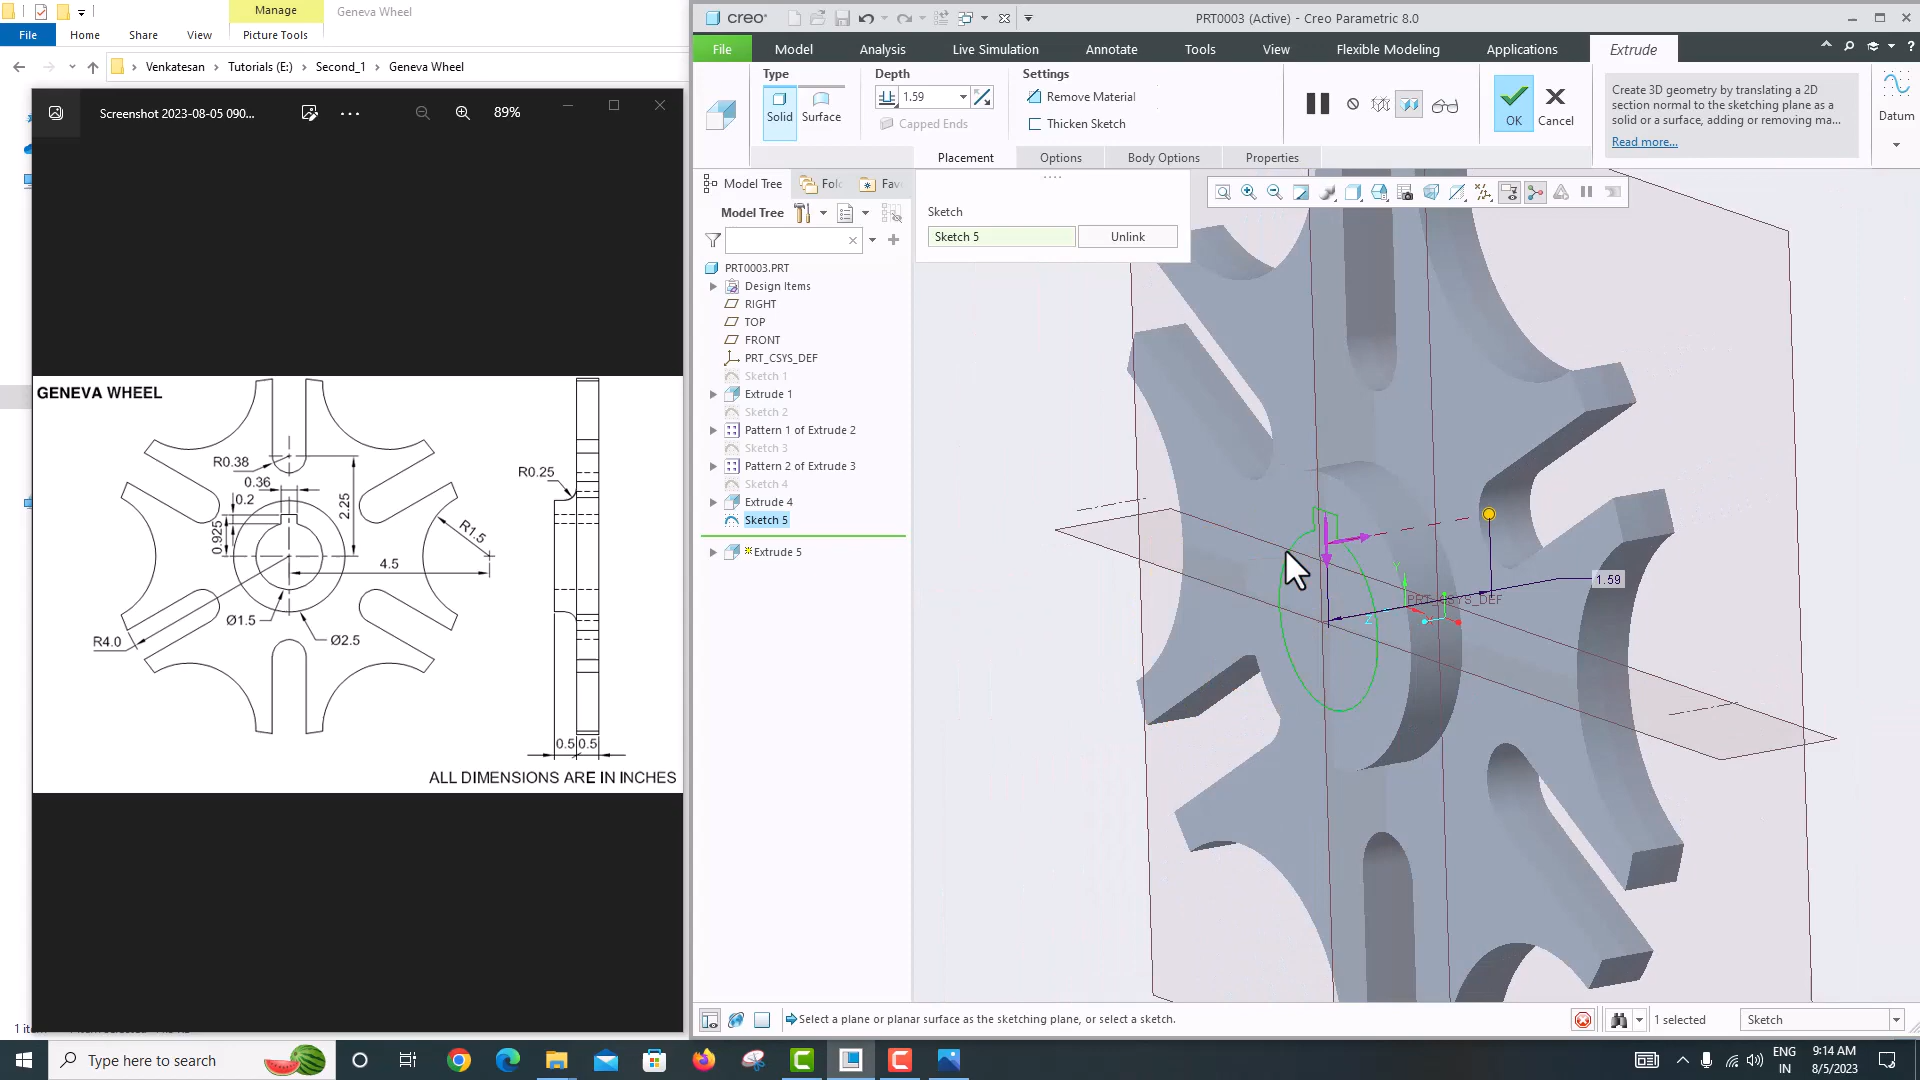 Manage
Geneva Wheel
File
Home
Share
View
Picture Tools
Venkatesan
Tutorials (E:)
Second_1
Geneva Wheel
Screenshot 2023-08-05 090...
89%
GENEVA WHEEL
R0.38
0.36
0.2
0.925
2.25
R1.5
4.5
Ø1.5
Ø2.5
R4.0
R0.25
0.5 0.5
ALL DIMENSIONS ARE IN INCHES
creo
PRT0003 (Active) - Creo Parametric 8.0
File
Model
Analysis
Live Simulation
Annotate
Tools
View
Flexible Modeling
Applications
Extrude
Type
Depth
Settings
Solid
Surface
1.59
Capped Ends
Remove Material
Thicken Sketch
OK
Cancel
Create 3D geometry by translating a 2D
section normal to the sketching plane as a
solid or a surface, adding or removing ma...
Read more...
Datum
Placement
Options
Body Options
Properties
Model Tree
Fol
Fav
Model Tree
Sketch
Sketch 5
Unlink
PRT0003.PRT
Design Items
RIGHT
TOP
FRONT
PRT_CSYS_DEF
Sketch 1
Extrude 1
Sketch 2
Pattern 1 of Extrude 2
Sketch 3
Pattern 2 of Extrude 3
Sketch 4
Extrude 4
Sketch 5
Extrude 5
1.59
Y
PRT_CSYS_DEF
Z
Select a plane or planar surface as the sketching plane, or select a sketch.
1 selected
Sketch
Type here to search
ENG
IN
9:14 AM
8/5/2023